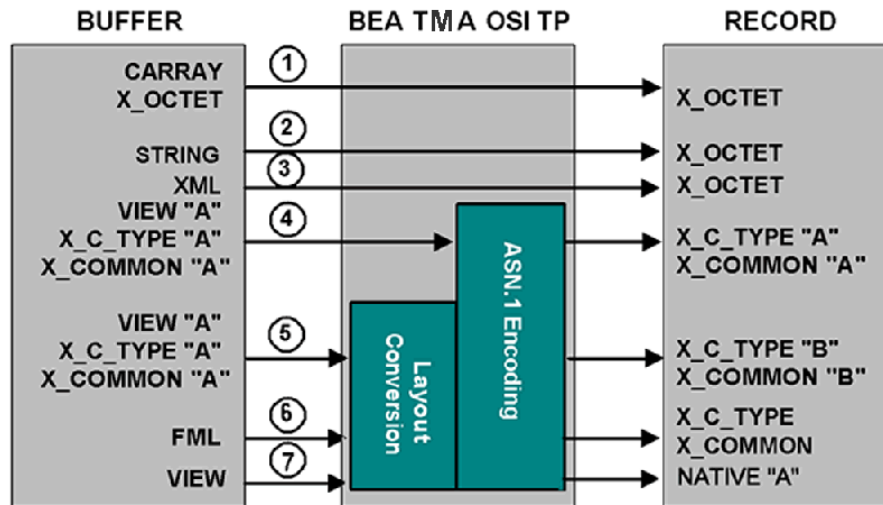 BUFFER
BEA TMA OSI TP
RECORD
CARRAY
X_OCTET
1
X_OCTET
STRING
2
X_OCTET
XML
3
X_OCTET
VIEW "A"
X_C_TYPE "A"
X_COMMON "A"
4
X_C_TYPE "A"
X_COMMON "A"
ASN.1 Encoding
Layout
Conversion
VIEW "A"
X_C_TYPE "A"
X_COMMON "A"
5
X_C_TYPE "B"
X_COMMON "B"
FML
6
X_C_TYPE
X_COMMON
VIEW
7
NATIVE "A"